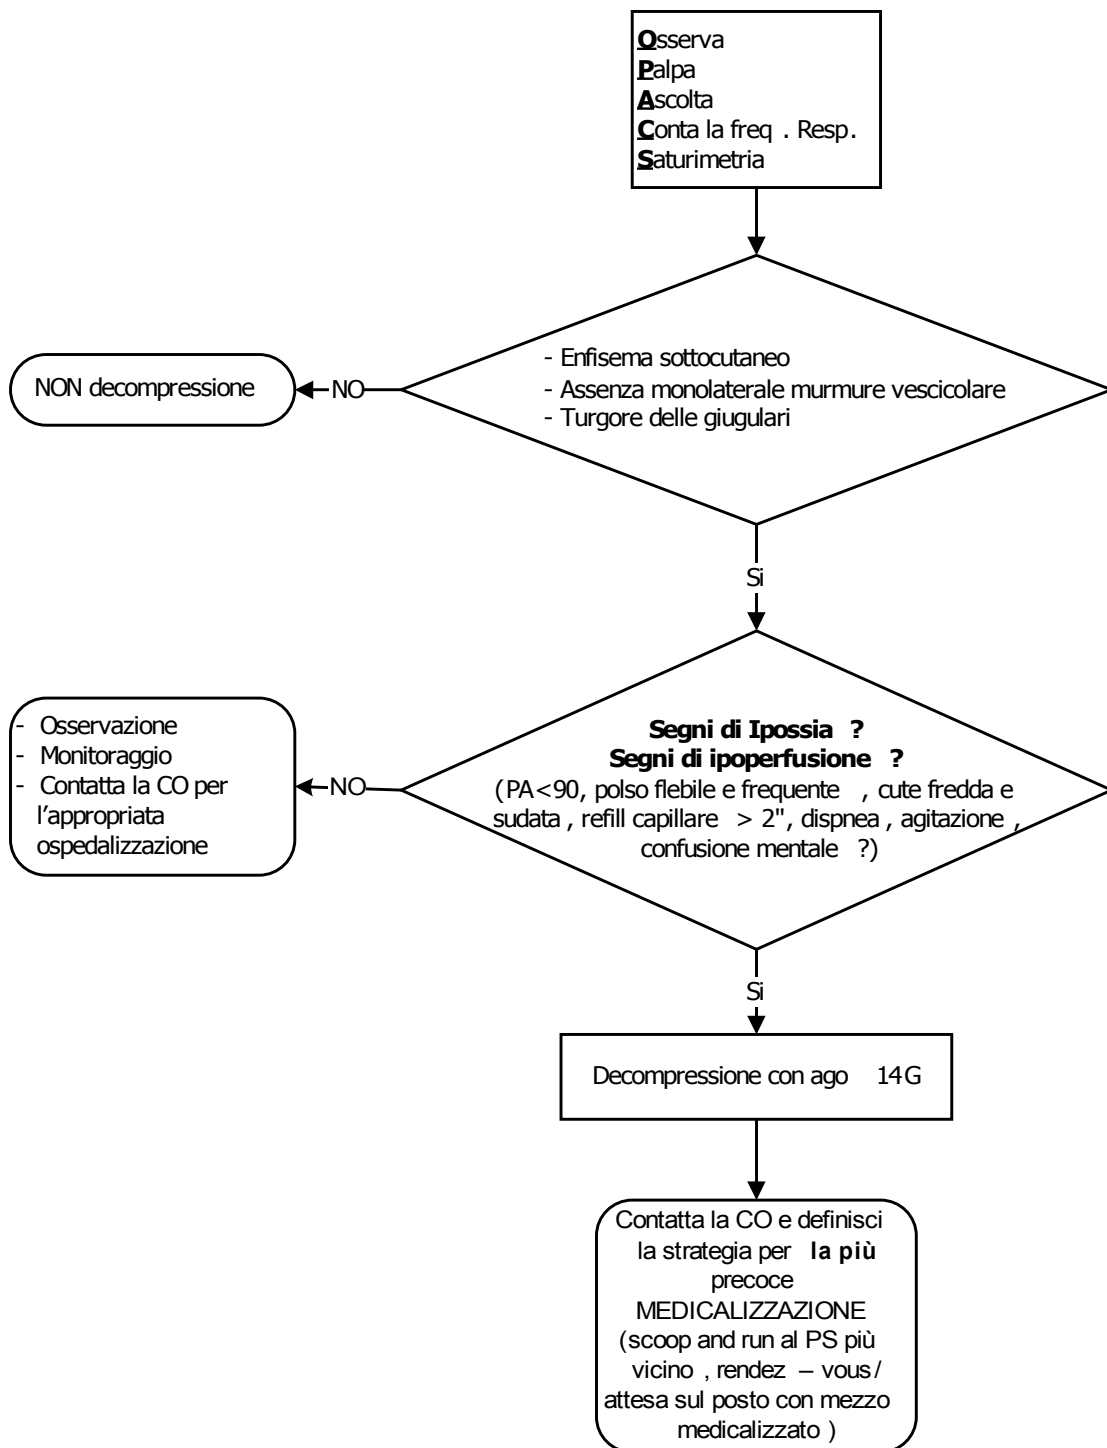 Osserva
Palpa
Ascolta
Conta la freq . Resp.
Saturimetria
- Enfisema sottocutaneo
- Assenza monolaterale murmure vescicolare
- Turgore delle giugulari
NO
NON decompressione
Si
Segni di Ipossia ?
Segni di ipoperfusione ?
(PA<90, polso flebile e frequente , cute fredda e
sudata , refill capillare > 2", dispnea , agitazione ,
confusione mentale ?)
NO
- Osservazione
- Monitoraggio
- Contatta la CO per
l'appropriata
ospedalizzazione
Si
Decompressione con ago 14G
Contatta la CO e definisci
la strategia per la più
precoce
MEDICALIZZAZIONE
(scoop and run al PS più
vicino , rendez – vous/
attesa sul posto con mezzo
medicalizzato )